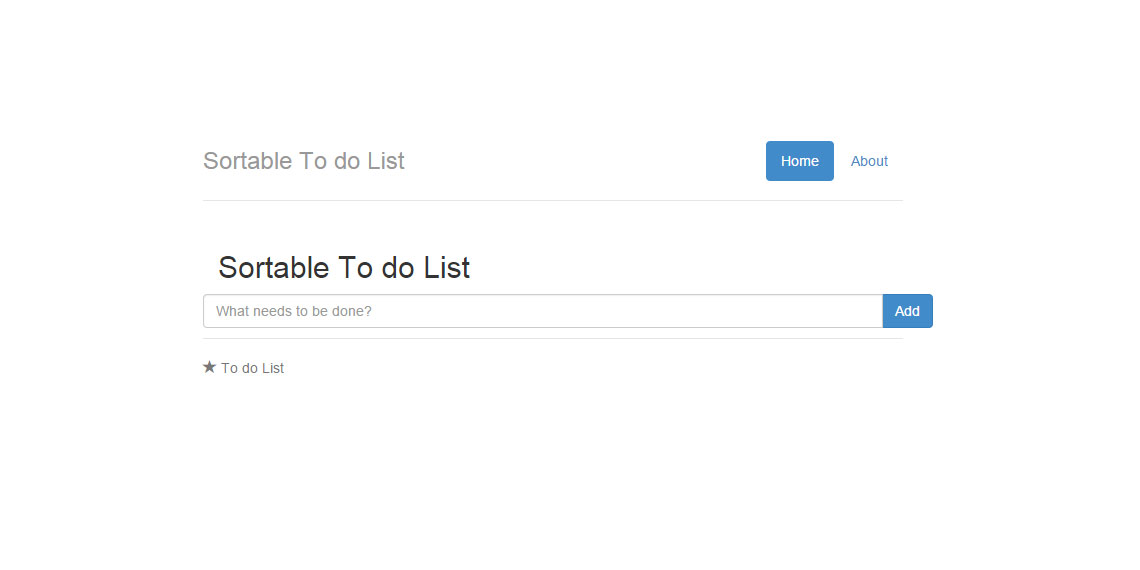 Sortable To do List
Home
About
Sortable To do List
What needs to be done?
Add
★ To do List